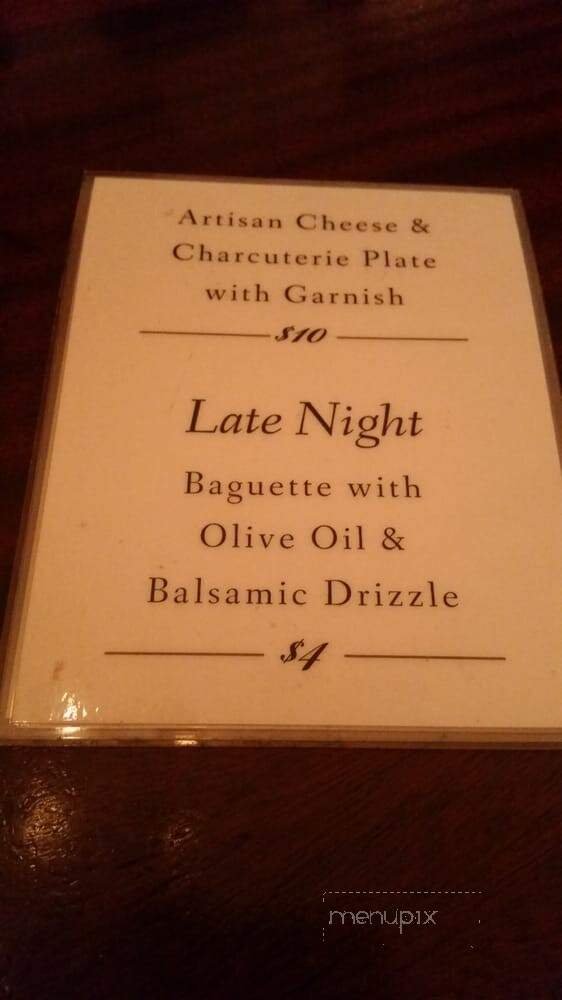 Artisan Cheese &
Charcuterie Plate
with Garnish
$10
Late Night
Baguette with
Olive Oil &
Balsamic Drizzle
$4
menupix